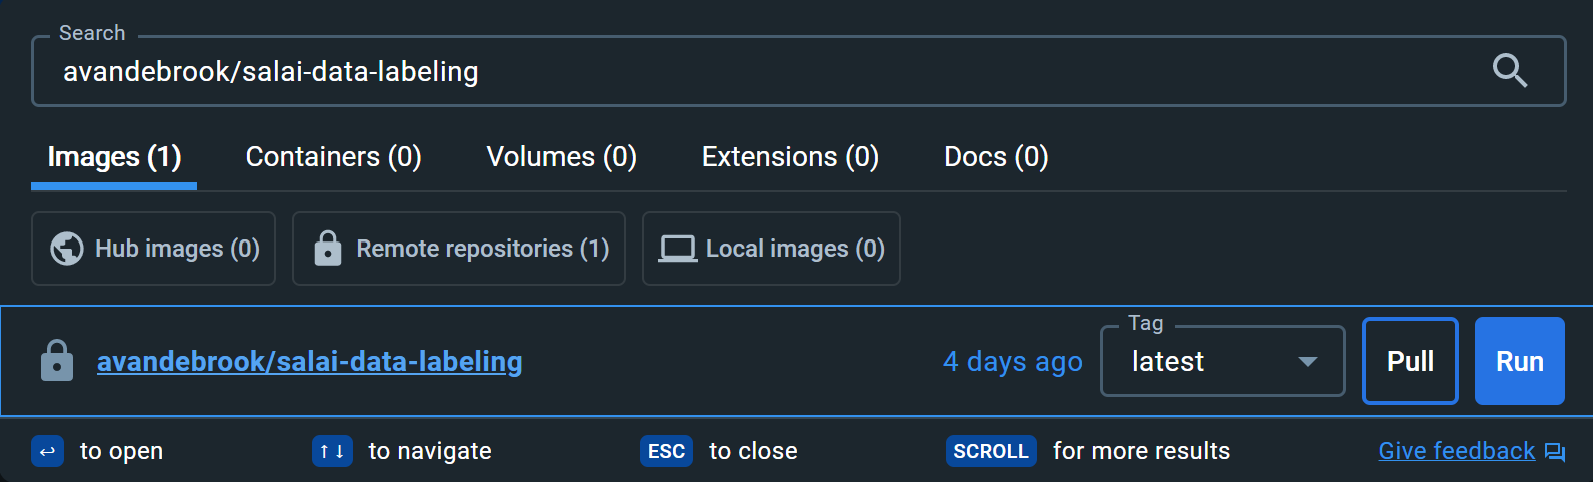 Search
avandebrook/salai-data-labeling
Images (1) Containers (0) Volumes (0) Extensions (0) Docs (0)
Hub images (0) Remote repositories (1) Local images (0)
avandebrook/salai-data-labeling 4 days ago Tag latest Pull Run
↩ to open ↑↓ to navigate ESC to close SCROLL for more results Give feedback